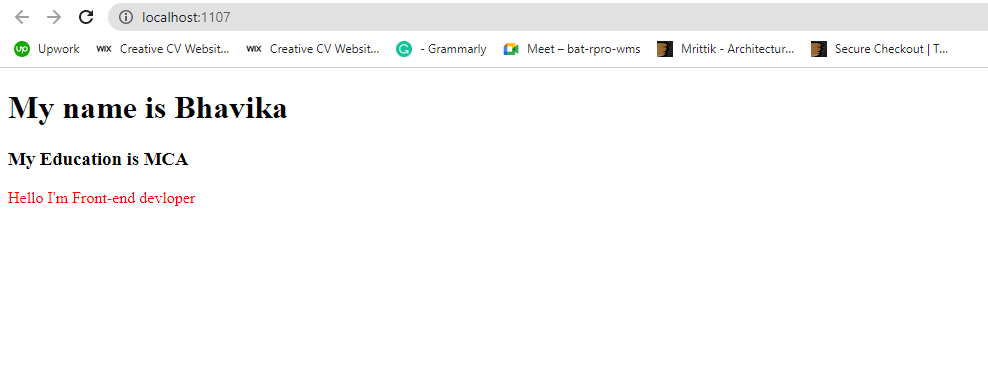 localhost:1107
up Upwork WIX Creative CV Websit... WIX Creative CV Websit... G - Grammarly Meet – bat-rpro-wms Mrittik - Architectur... Secure Checkout | T...
My name is Bhavika
My Education is MCA
Hello I'm Front-end devloper